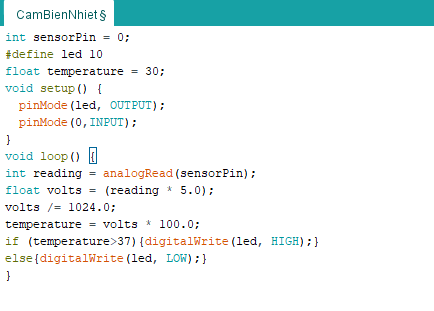 CamBienNhiet §
int sensorPin = 0;
#define led 10
float temperature = 30;
void setup() {
  pinMode(led, OUTPUT);
  pinMode(0,INPUT);
}
void loop() {
int reading = analogRead(sensorPin);
float volts = (reading * 5.0);
volts /= 1024.0;
temperature = volts * 100.0;
if (temperature>37){digitalWrite(led, HIGH);}
else{digitalWrite(led, LOW);}
}